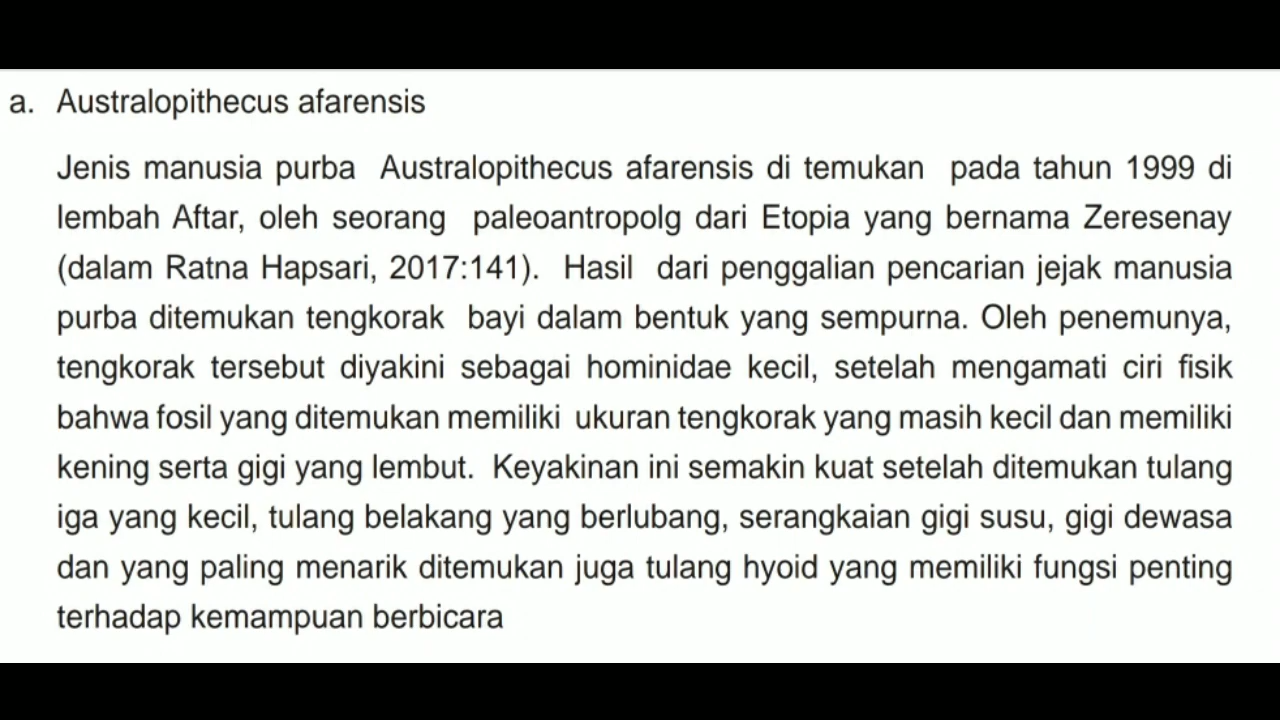 a. Australopithecus afarensis
Jenis manusia purba Australopithecus afarensis di temukan pada tahun 1999 di
lembah Aftar, oleh seorang paleoantropolg dari Etopia yang bernama Zeresenay
(dalam Ratna Hapsari, 2017:141). Hasil dari penggalian pencarian jejak manusia
purba ditemukan tengkorak bayi dalam bentuk yang sempurna. Oleh penemunya,
tengkorak tersebut diyakini sebagai hominidae kecil, setelah mengamati ciri fisik
bahwa fosil yang ditemukan memiliki ukuran tengkorak yang masih kecil dan memiliki
kening serta gigi yang lembut. Keyakinan ini semakin kuat setelah ditemukan tulang
iga yang kecil, tulang belakang yang berlubang, serangkaian gigi susu, gigi dewasa
dan yang paling menarik ditemukan juga tulang hyoid yang memiliki fungsi penting
terhadap kemampuan berbicara